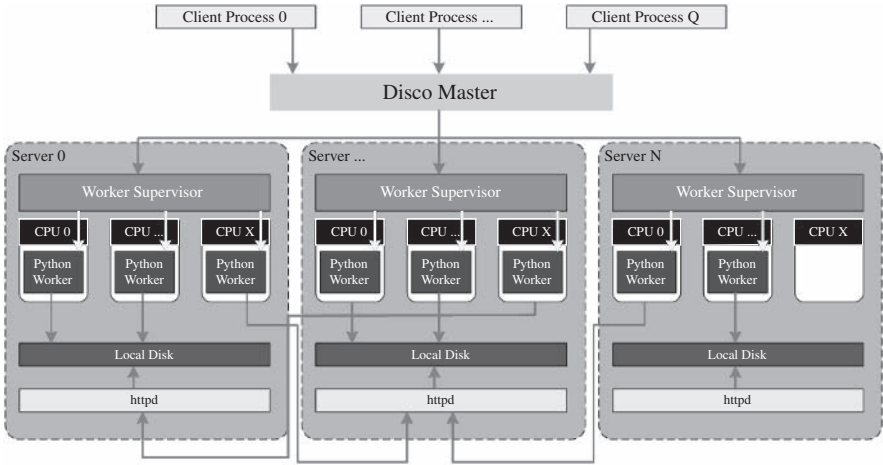 Client Process 0
Client Process ...
Client Process Q
Disco Master
Server 0
Server ...
Server N
Worker Supervisor
Worker Supervisor
Worker Supervisor
CPU 0
CPU ...
CPU X
CPU 0
CPU ...
CPU X
CPU 0
CPU ...
CPU X
Python
Worker
Python
Worker
Python
Worker
Python
Worker
Python
Worker
Python
Worker
Python
Worker
Python
Worker
Local Disk
Local Disk
Local Disk
httpd
httpd
httpd